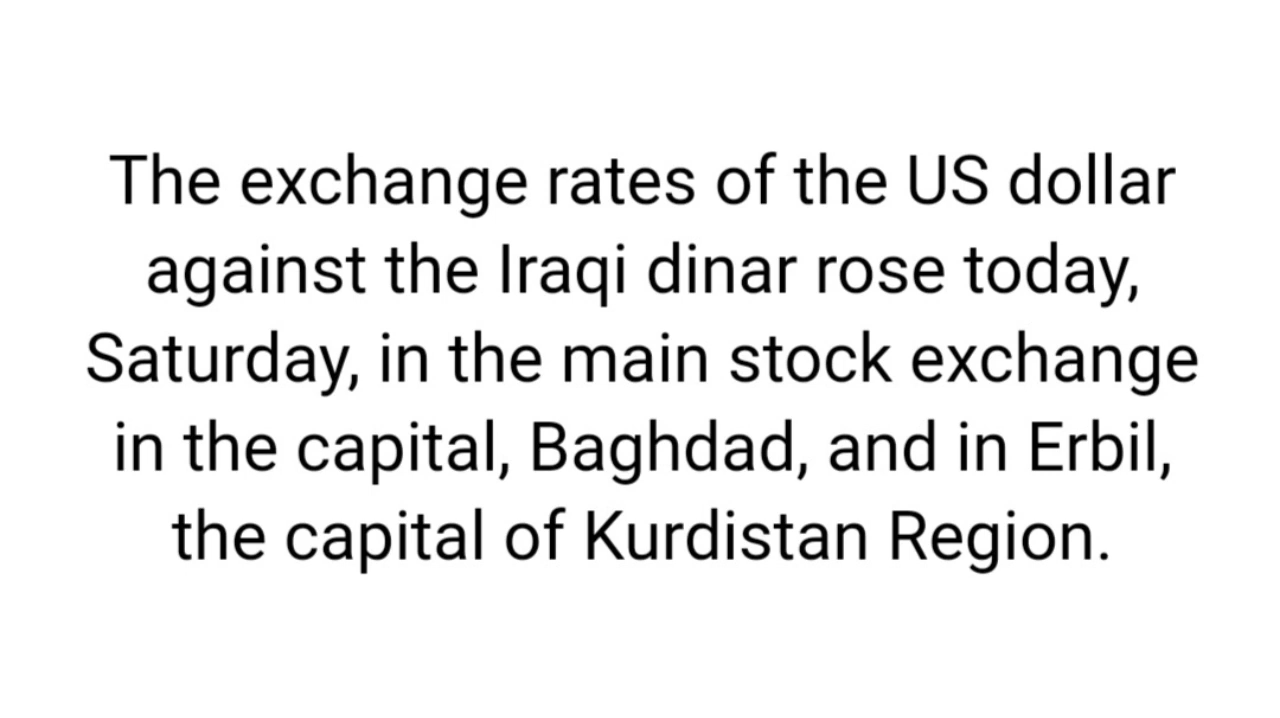 The exchange rates of the US dollar
against the Iraqi dinar rose today,
Saturday, in the main stock exchange
in the capital, Baghdad, and in Erbil,
the capital of Kurdistan Region.